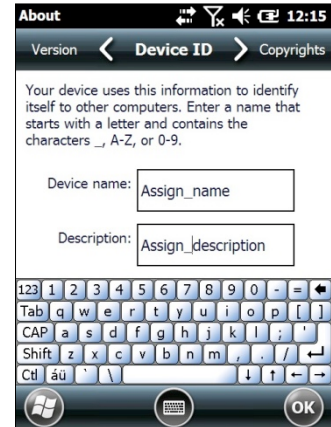 About 12:15
Version Device ID Copyrights
Your device uses this information to identify
itself to other computers. Enter a name that
starts with a letter and contains the
characters _, A-Z, or 0-9.
Device name: Assign_name
Description: Assign_description
123 1 2 3 4 5 6 7 8 9 0 - =
Tab q w e r t y u i o p [ ]
CAP a s d f g h j k l ; '
Shift z x c v b n m , . /
Ctl áü ` \
OK